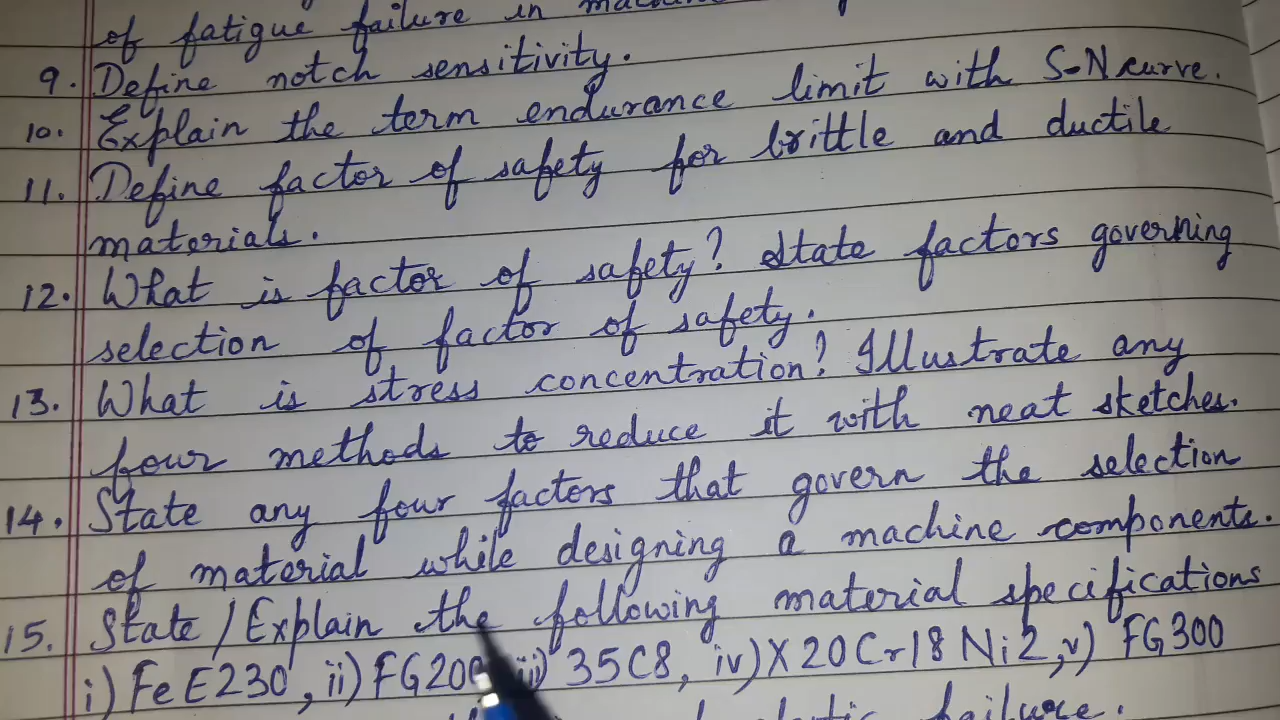 of fatigue failure in
9. Define notch sensitivity.
10. Explain the term endurance limit with S-N curve.
11. Define factor of safety for brittle and ductile
materials.
12. What is factor of safety? State factors governing
selection of factor of safety.
13. What is stress concentration? Illustrate any
four methods to reduce it with neat sketches.
14. State any four factors that govern the selection
of material while designing a machine components.
15. State / Explain the following material specifications
i) FeE230, ii) FG200, iii) 35C8, iv) X20Cr18Ni2, v) FG300
failure.